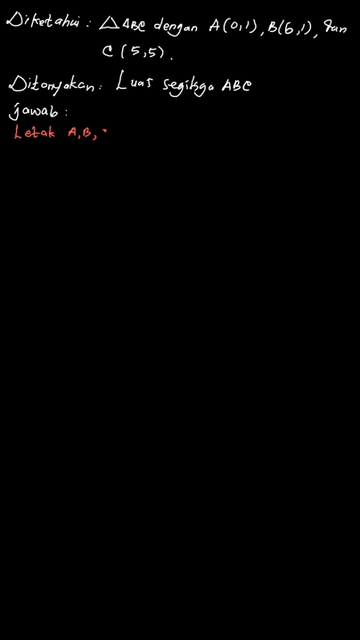 Diketahui : △ ABC dengan A(0,1), B(6,1), dan
C (5,5).
Ditanyakan : Luas segitiga ABC
jawab :
Letak A,B,